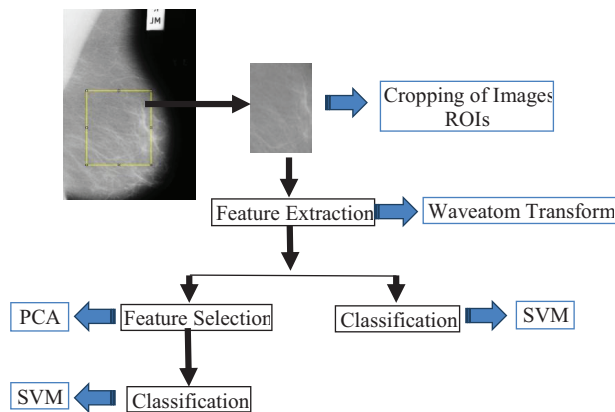 JM
Cropping of Images
ROIs
Feature Extraction
Waveatom Transform
PCA
Feature Selection
Classification
SVM
SVM
Classification